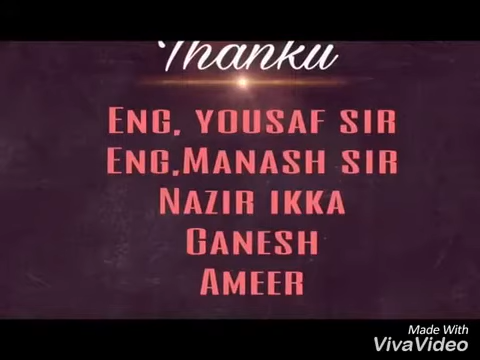 Thanku
ENG, YOUSAF SIR
ENG,MANASH SIR
NAZIR IKKA
GANESH
AMEER
Made With
VivaVideo